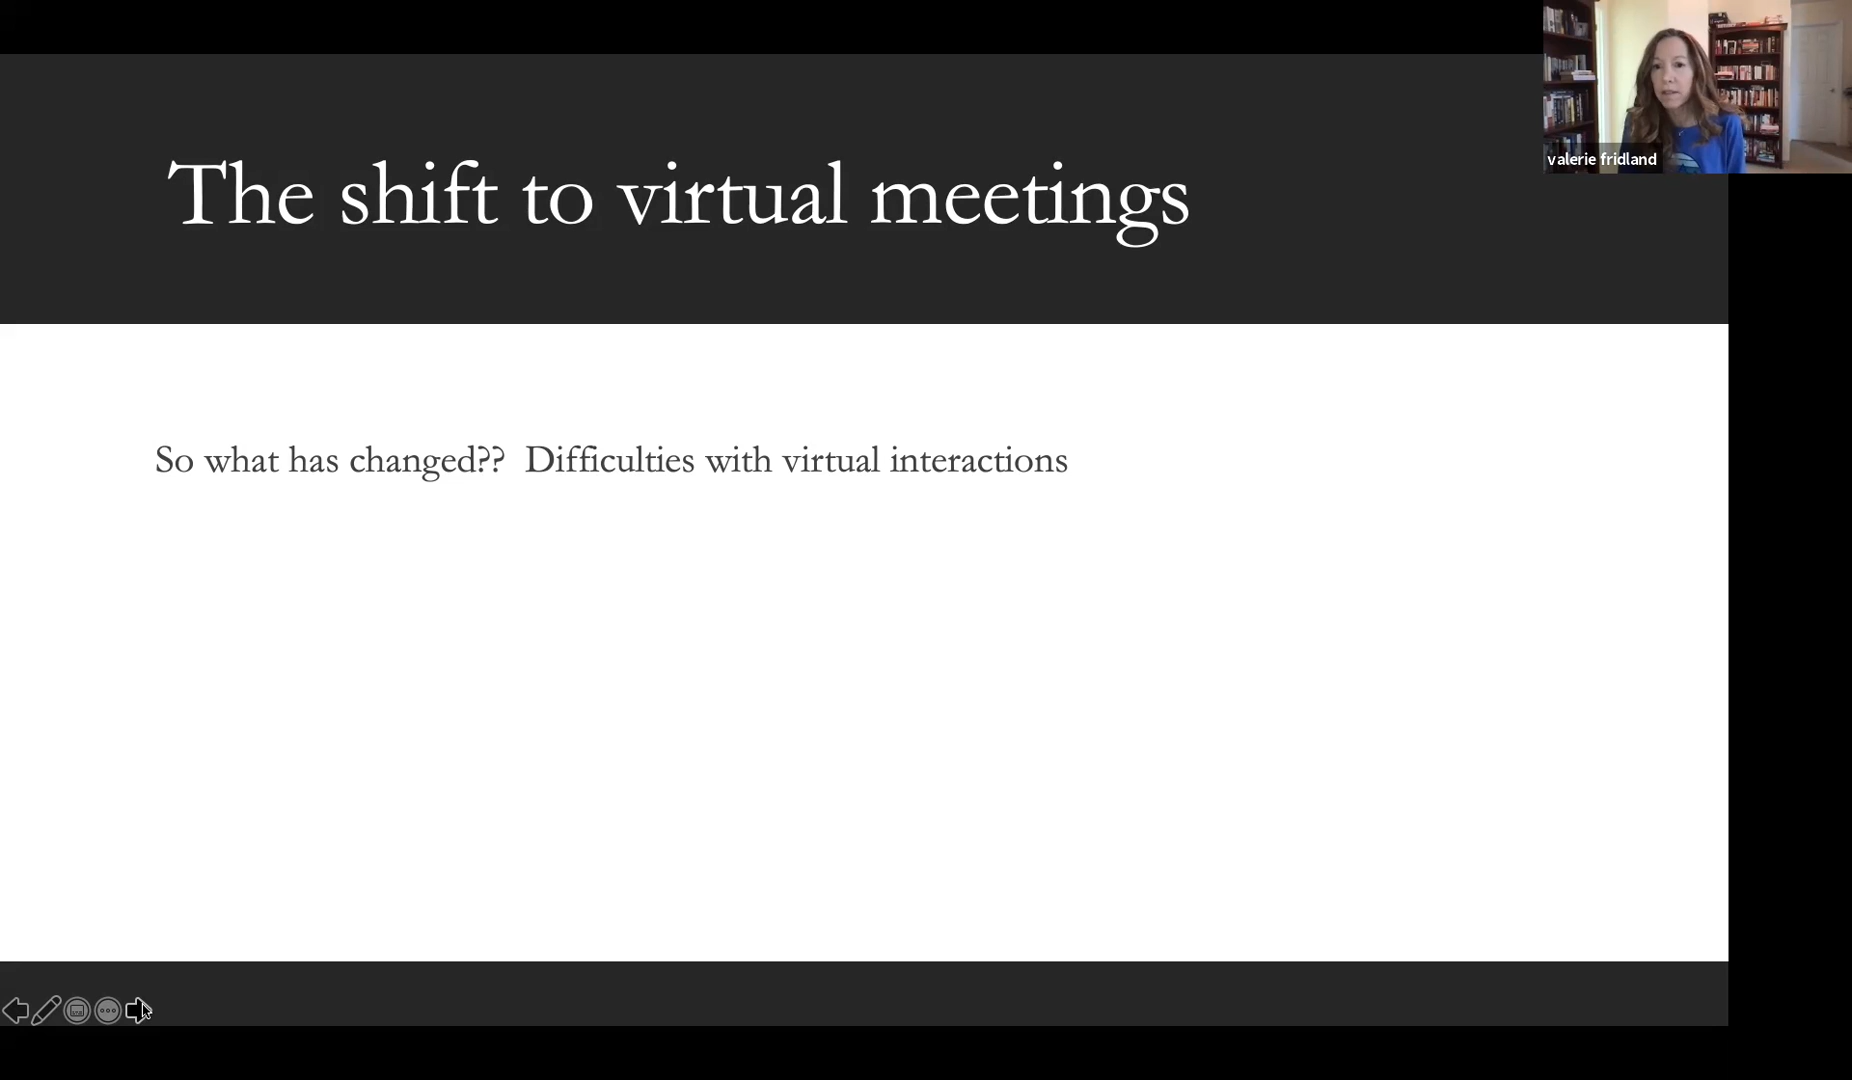 The shift to virtual meetings
valerie fridland
So what has changed??  Difficulties with virtual interactions